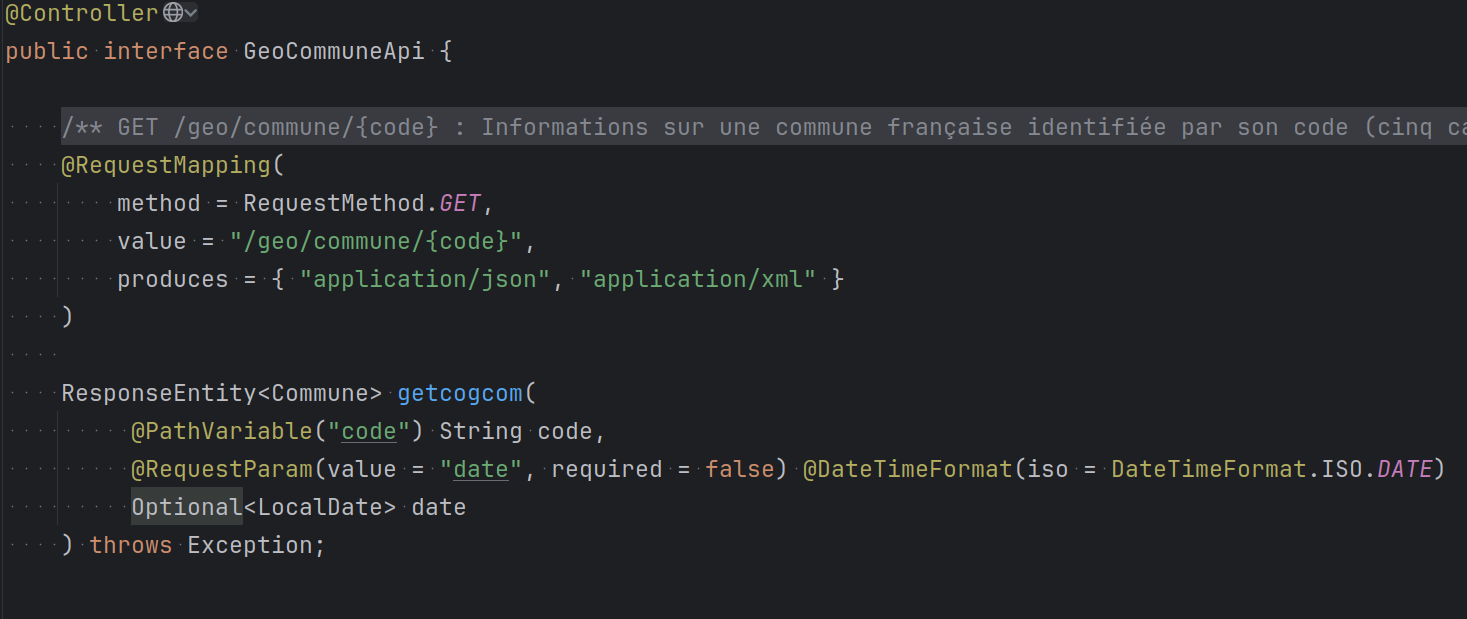 @Controller
public interface GeoCommuneApi {
/** GET /geo/commune/{code} : Informations sur une commune française identifiée par son code (cinq ca
@RequestMapping(
method = RequestMethod.GET,
value = "/geo/commune/{code}",
produces = { "application/json", "application/xml" }
)
ResponseEntity<Commune> getcogcom(
@PathVariable("code") String code,
@RequestParam(value = "date", required = false) @DateTimeFormat(iso = DateTimeFormat.ISO.DATE)
Optional<LocalDate> date
) throws Exception;